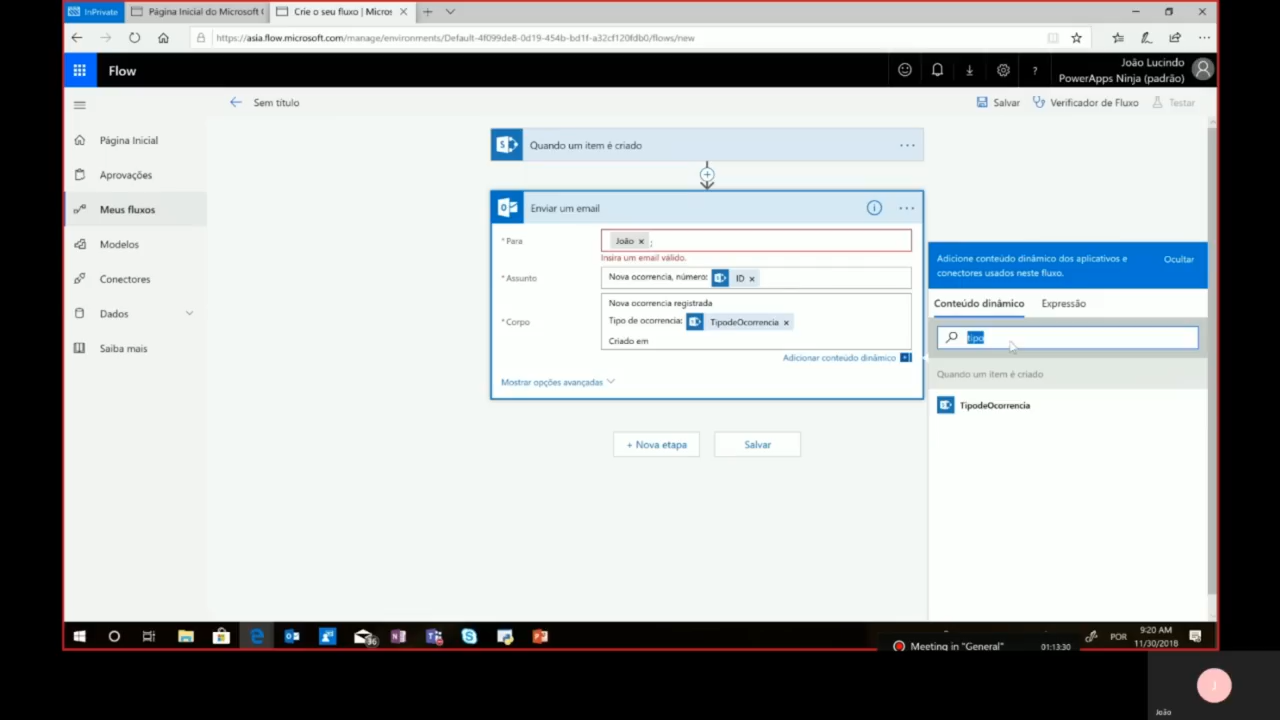 InPrivate
Página Inicial do Microsoft (
Crie o seu fluxo | Micros
https://asia.flow.microsoft.com/manage/environments/Default-4f099de8-0d19-454b-bd1f-a32cf120fdb0/flows/new
Flow
?
João Lucindo
PowerApps Ninja (padrão)
Sem título
Salvar
Verificador de Fluxo
Testar
Página Inicial
Aprovações
Meus fluxos
Modelos
Conectores
Dados
Saiba mais
Quando um item é criado
Enviar um email
* Para
João ;
Insira um email válido.
* Assunto
Nova ocorrencia, número: ID
* Corpo
Nova ocorrencia registrada
Tipo de ocorrencia: TipodeOcorrencia
Criado em
Adicionar conteúdo dinâmico
Mostrar opções avançadas
+ Nova etapa
Salvar
Adicione conteúdo dinâmico dos aplicativos e
conectores usados neste fluxo.
Ocultar
Conteúdo dinâmico
Expressão
tipo
Quando um item é criado
TipodeOcorrencia
36
POR
9:20 AM
11/30/2018
Meeting in "General"
01:13:30
J
João